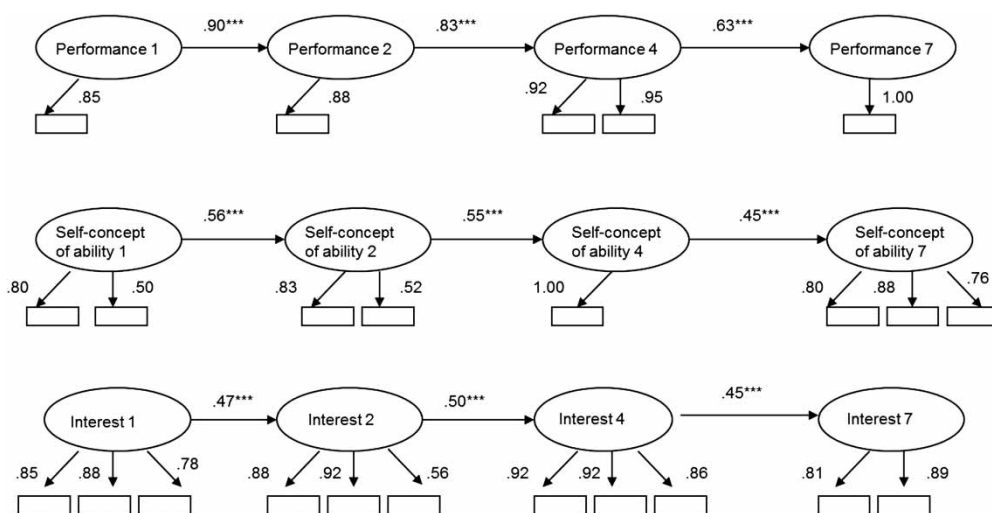 .90***
.83***
.63***
Performance 1
Performance 2
Performance 4
Performance 7
.85
.88
.92
.95
1.00
.56***
.55***
.45***
Self-concept
of ability 1
Self-concept
of ability 2
Self-concept
of ability 4
Self-concept
of ability 7
.80
.50
.83
.52
1.00
.80
.88
.76
.47***
.50***
.45***
Interest 1
Interest 2
Interest 4
Interest 7
.85
.88
.78
.88
.92
.56
.92
.92
.86
.81
.89